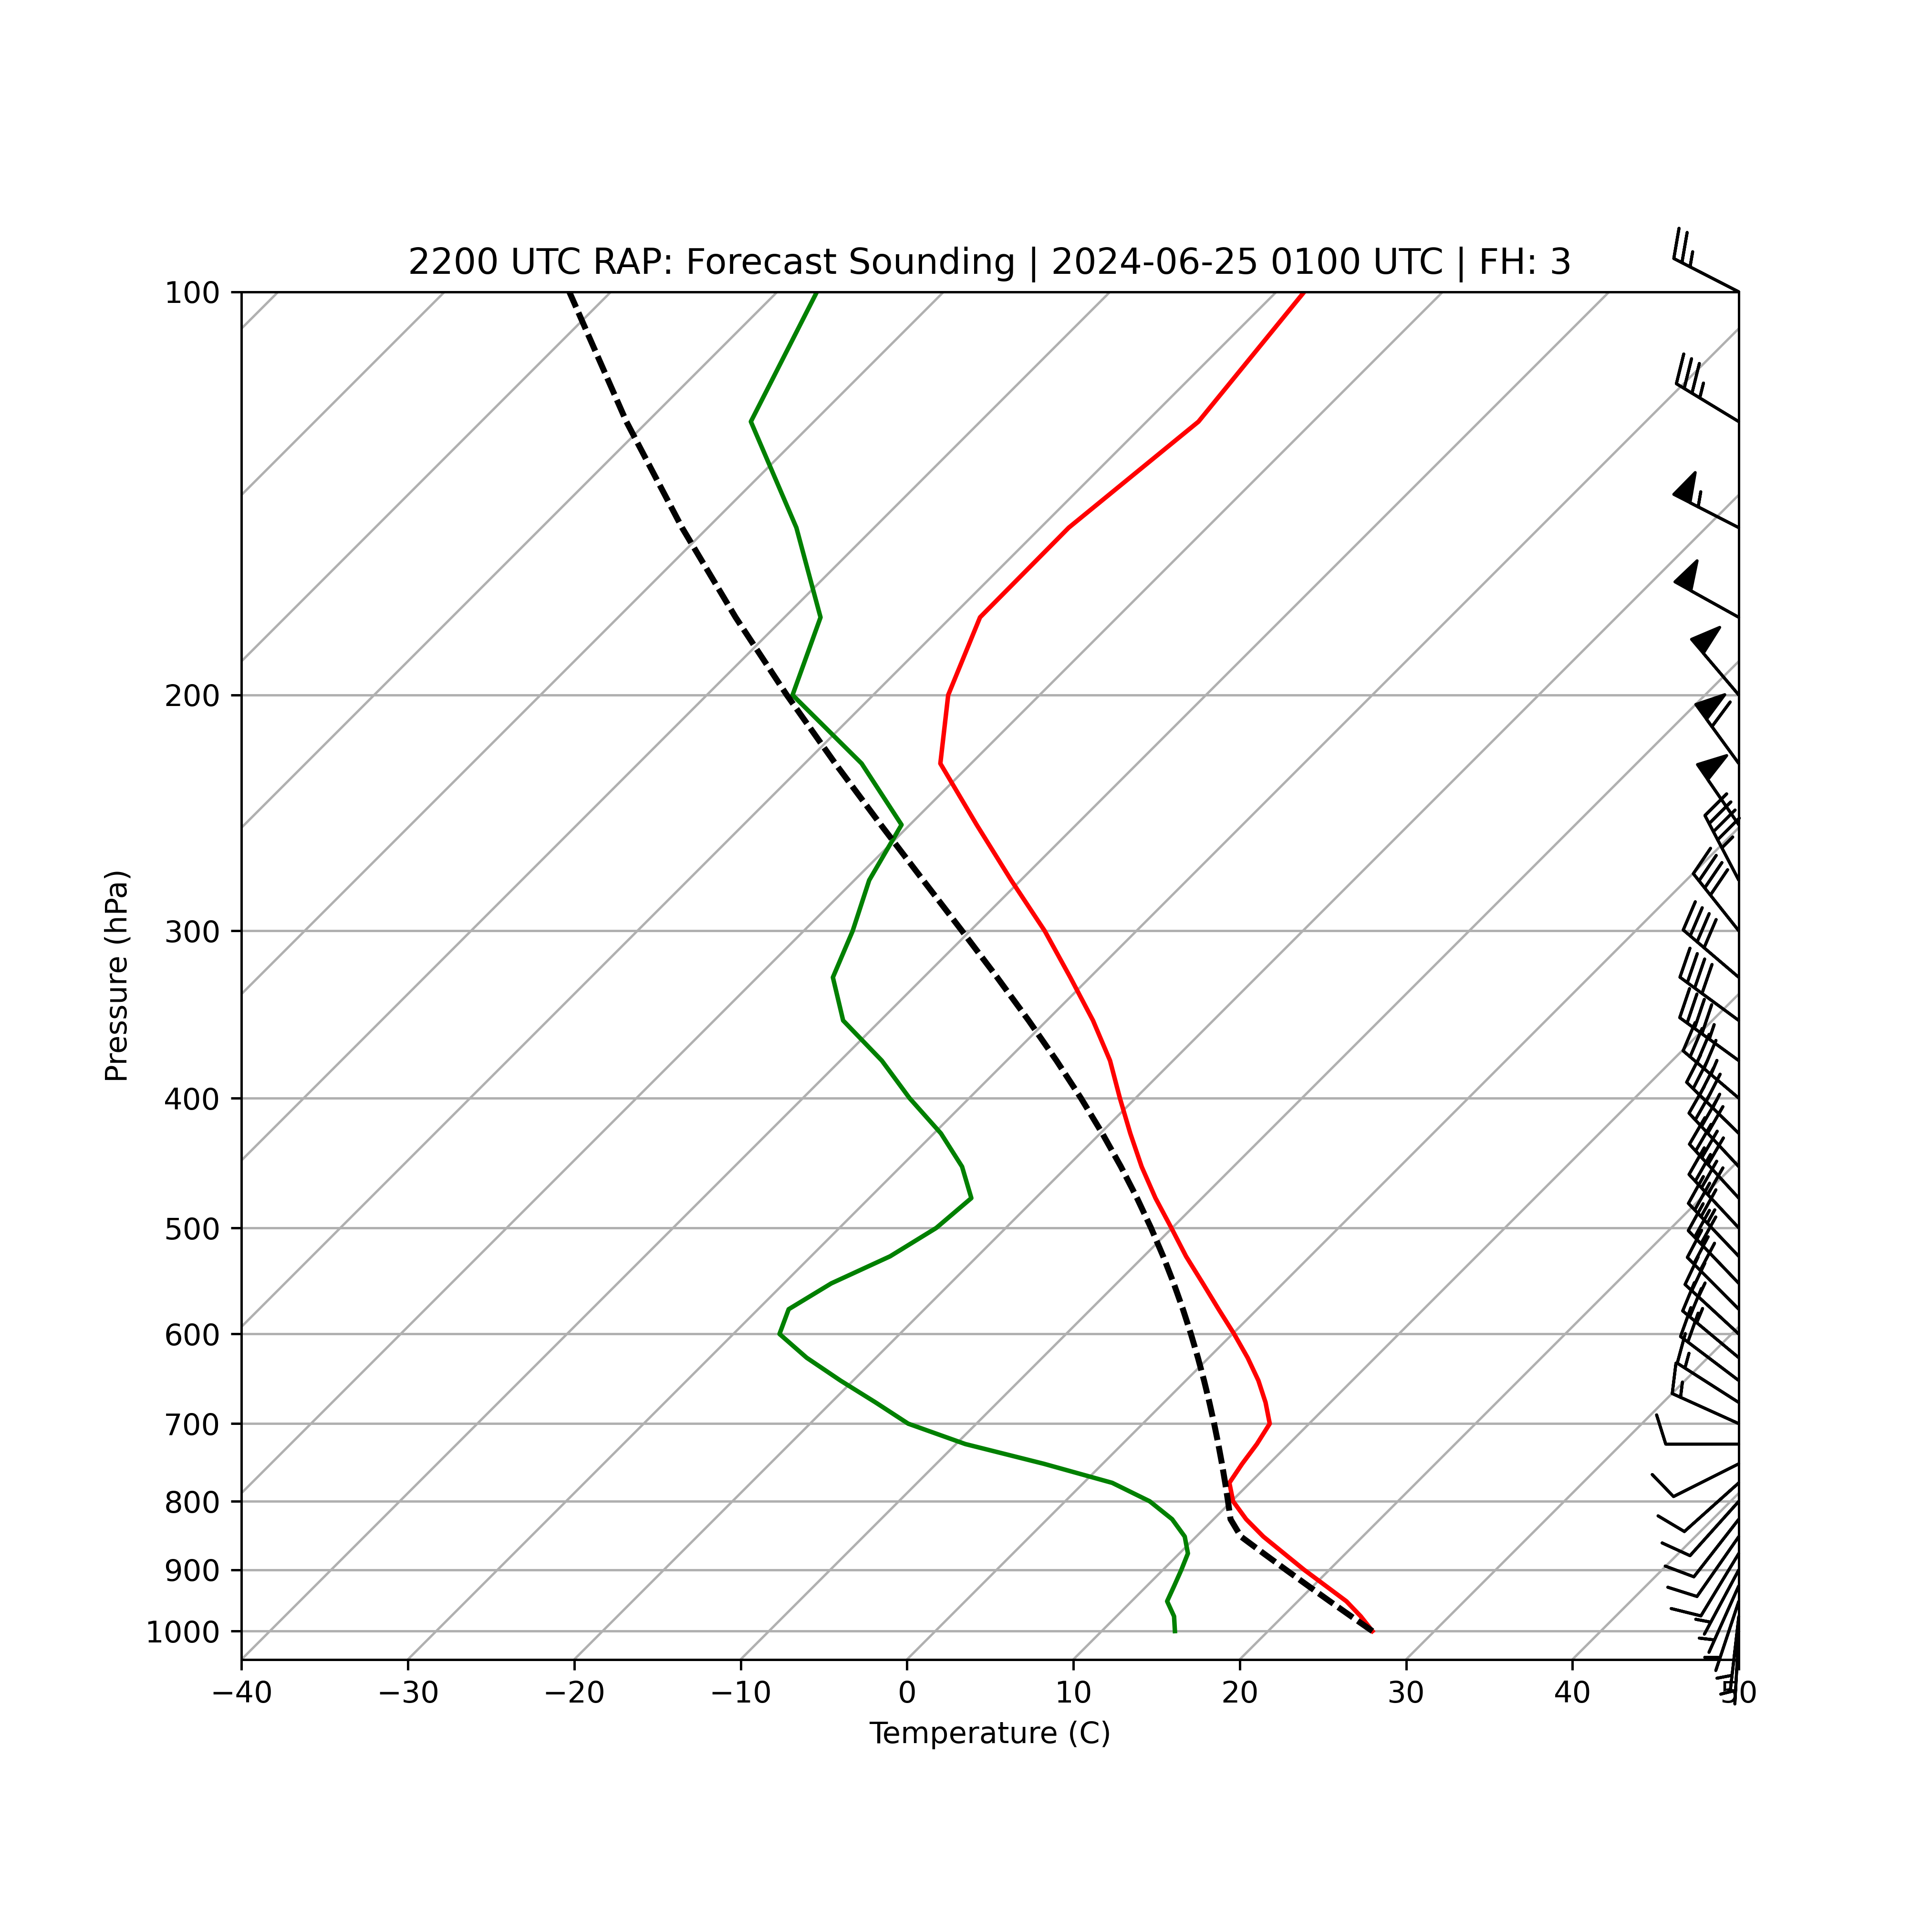 2200 UTC RAP: Forecast Sounding | 2024-06-25 0100 UTC | FH: 3
100
200
300
400
500
600
700
800
900
1000
Pressure (hPa)
−40 −30 −20 −10 0 10 20 30 40 50
Temperature (C)